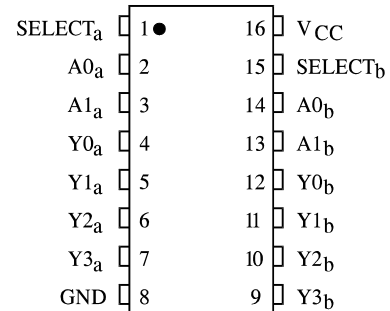 SELECTa 1 16 VCC
A0a 2 15 SELECTb
A1a 3 14 A0b
Y0a 4 13 A1b
Y1a 5 12 Y0b
Y2a 6 11 Y1b
Y3a 7 10 Y2b
GND 8 9 Y3b